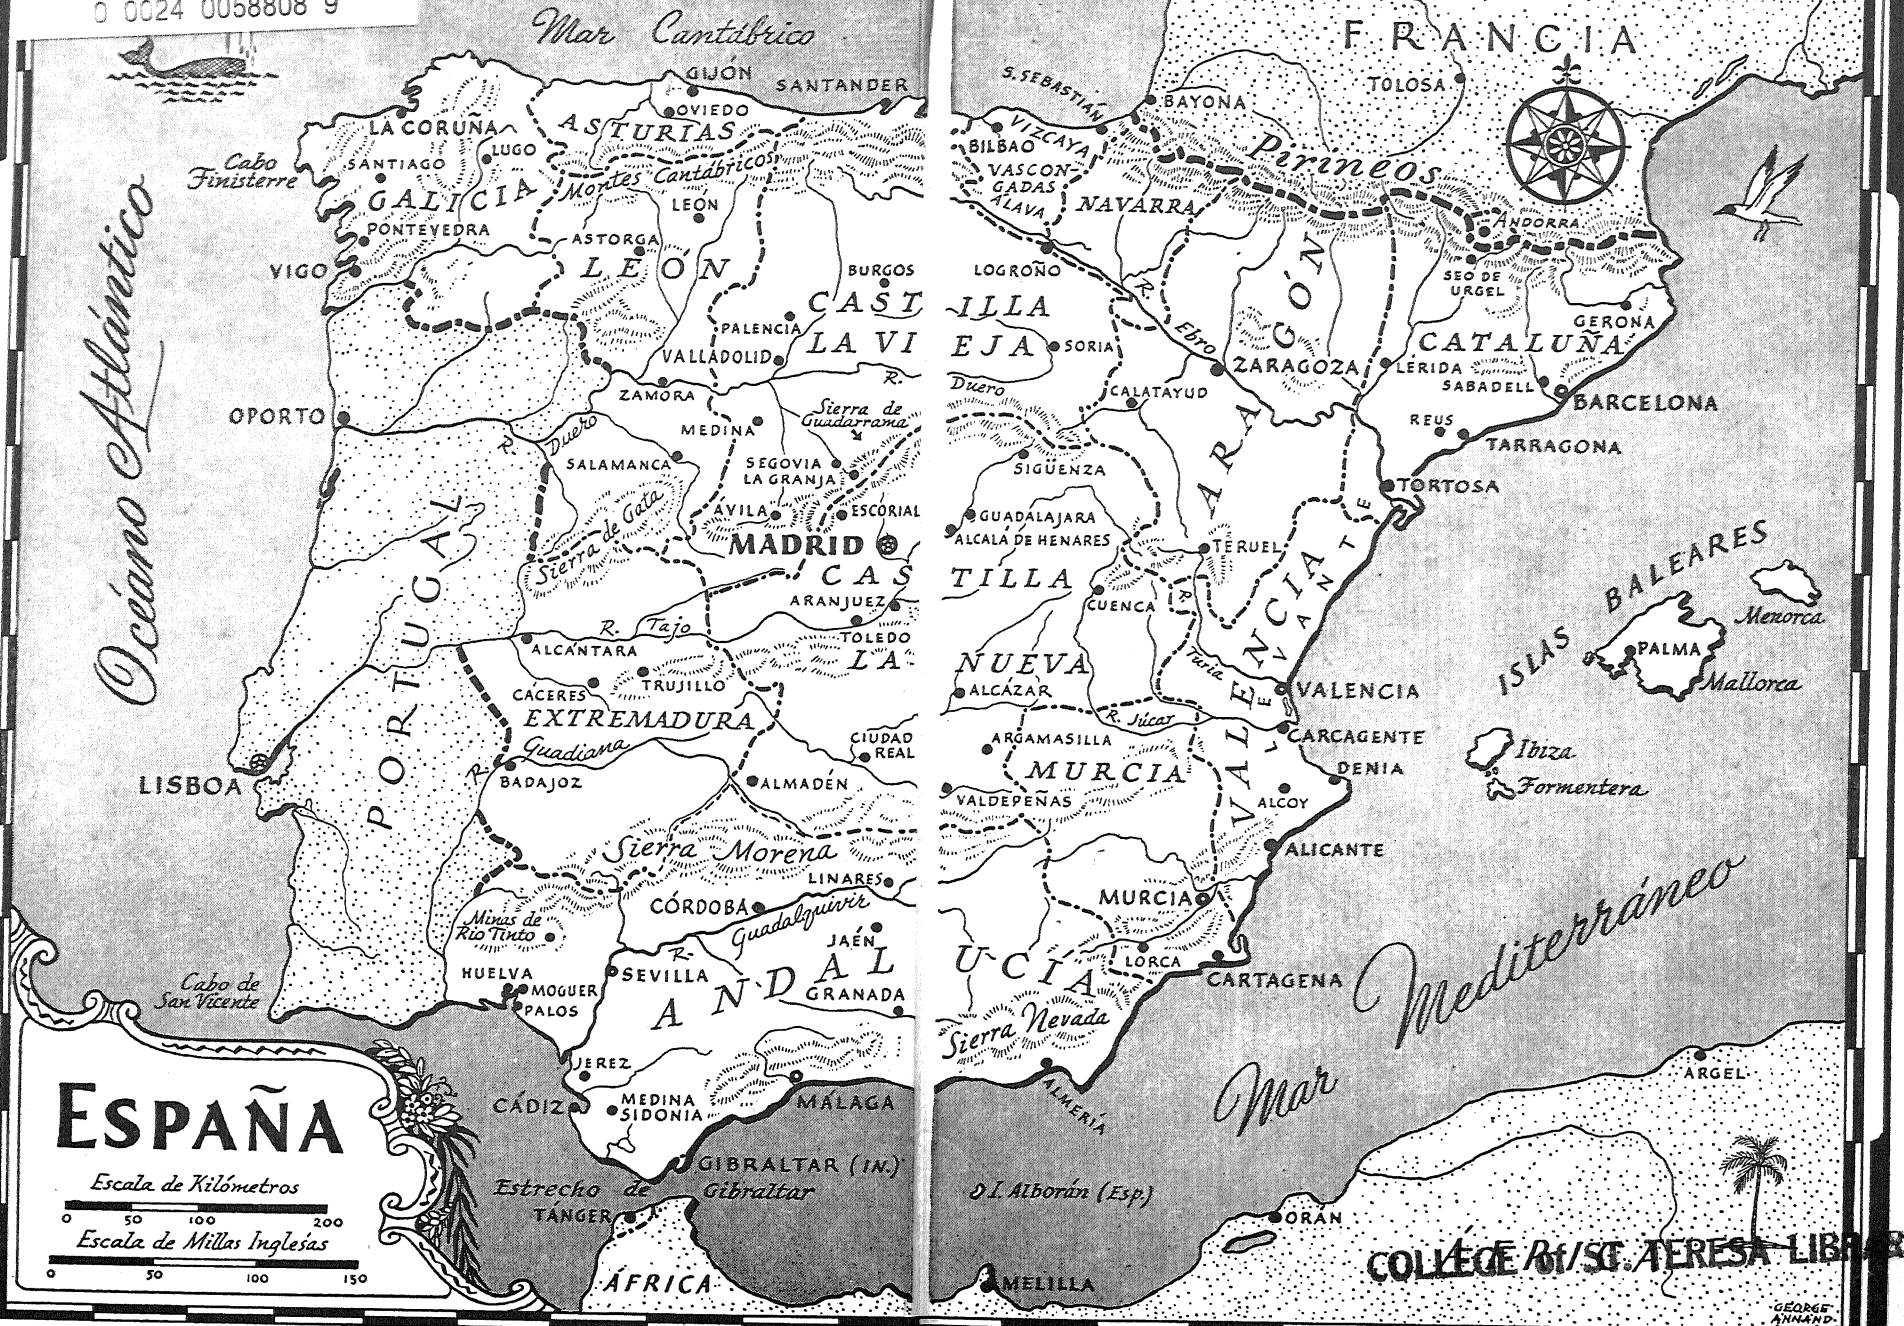 0 0024 0058808 9
Mar Cantábrico
FRANCIA
GIJÓN
SANTANDER
S. SEBASTIÁN
BAYONA
TOLOSA
OVIEDO
ASTURIAS
LA CORUÑA
LUGO
VIZCAYA
BILBAO
Pirineos
Cabo
Finisterre
SANTIAGO
Montes Cantábricos
VASCON-
GADAS
ÁLAVA
NAVARRA
GALICIA
LEÓN
ANDORRA
PONTEVEDRA
ASTORGA
VIGO
LEÓN
BURGOS
LOGROÑO
SEO DE
URGEL
R. Ebro
CASTILLA
LA VIEJA
GERONA
PALENCIA
CATALUÑA
VALLADOLID
SORIA
ZARAGOZA
LÉRIDA
SABADELL
R. Duero
ZAMORA
CALATAYUD
BARCELONA
OPORTO
Sierra de
Guadarrama
REUS
MEDINA
TARRAGONA
R. Duero
SALAMANCA
SEGOVIA
LA GRANJA
SIGÜENZA
ARAGÓN
TORTOSA
Océano Atlántico
Sierra de Gata
ÁVILA
ESCORIAL
GUADALAJARA
ALCALÁ DE HENARES
MADRID
TERUEL
ISLAS BALEARES
CASTILLA
LA NUEVA
ARANJUEZ
CUENCA
Menorca
R. Tajo
TOLEDO
ALCÁNTARA
PALMA
R. Turia
CÁCERES
TRUJILLO
ALCÁZAR
VALENCIA
Mallorca
PORTUGAL
EXTREMADURA
R. Júcar
VALENCIA
LEVANTE
CIUDAD
REAL
ARGAMASILLA
CARCAGENTE
Ibiza
R. Guadiana
MURCIA
DENIA
LISBOA
BADAJOZ
ALMADÉN
VALDEPEÑAS
ALCOY
Formentera
Sierra Morena
ALICANTE
LINARES
CÓRDOBA
MURCIA
R. Guadalquivir
Minas de
Río Tinto
JAÉN
LORCA
HUELVA
SEVILLA
CARTAGENA
Cabo de
San Vicente
MOGUER
PALOS
ANDALUCÍA
GRANADA
Sierra Nevada
Mar Mediterráneo
JEREZ
ALMERÍA
ARGEL
CÁDIZ
MEDINA
SIDONIA
MÁLAGA
ESPAÑA
GIBRALTAR (IN.)
Estrecho de Gibraltar
I. Alborán (Esp.)
TÁNGER
ORÁN
Escala de Kilómetros
0 50 100 200
Escala de Millas Inglesas
0 50 100 150
ÁFRICA
MELILLA
COLLEGE of ST. TERESA LIBRAR
GEORGE
ANNAND